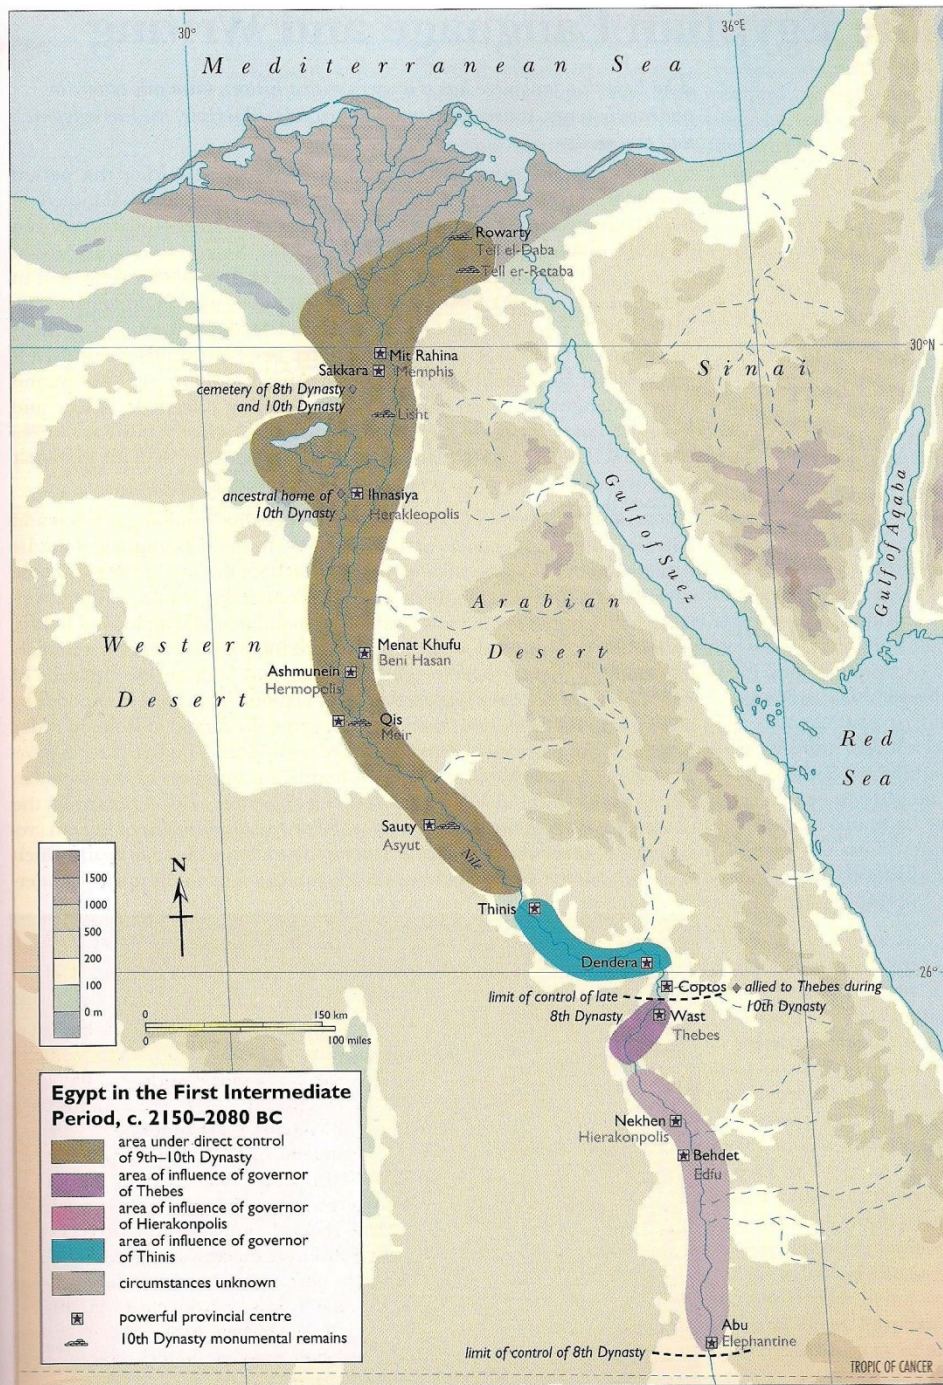 30°
36°E
Mediterranean Sea
Rowarty
Tell el-Daba
Tell er-Retaba
30°N
Mit Rahina
Sakkara
Memphis
cemetery of 8th Dynasty
and 10th Dynasty
Lisht
Sinai
ancestral home of
10th Dynasty
Ihnasiya
Herakleopolis
Gulf of Suez
Gulf of Aqaba
Arabian
Desert
Western
Desert
Menat Khufu
Beni Hasan
Ashmunein
Hermopolis
Qis
Meir
Red
Sea
Sauty
Asyut
Nile
Thinis
Dendera
26°
Coptos
allied to Thebes during
10th Dynasty
limit of control of late
8th Dynasty
Wast
Thebes
Nekhen
Hierakonpolis
Behdet
Edfu
Abu
Elephantine
limit of control of 8th Dynasty
TROPIC OF CANCER
1500
1000
500
200
100
0 m
N
0 150 km
0 100 miles
Egypt in the First Intermediate
Period, c. 2150–2080 BC
area under direct control
of 9th–10th Dynasty
area of influence of governor
of Thebes
area of influence of governor
of Hierakonpolis
area of influence of governor
of Thinis
circumstances unknown
powerful provincial centre
10th Dynasty monumental remains